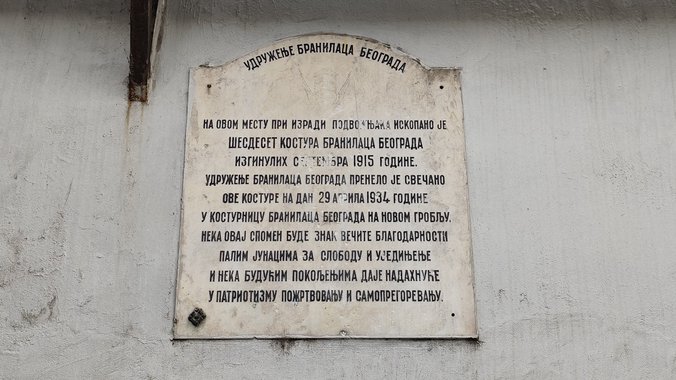 УДРУЖЕЊЕ БРАНИЛАЦА БЕОГРАДА
НА ОВОМ МЕСТУ ПРИ ИЗРАДИ ПОДВОЖЊАКА ИСКОПАНО ЈЕ
ШЕСДЕСЕТ КОСТУРА БРАНИЛАЦА БЕОГРАДА
ИЗГИНУЛИХ СЕПТЕМБРА 1915 ГОДИНЕ.
УДРУЖЕЊЕ БРАНИЛАЦА БЕОГРАДА ПРЕНЕЛО ЈЕ СВЕЧАНО
ОВЕ КОСТУРЕ НА ДАН 29 АПРИЛА 1934 ГОДИНЕ
У КОСТУРНИЦУ БРАНИЛАЦА БЕОГРАДА НА НОВОМ ГРОБЉУ.
НЕКА ОВАЈ СПОМЕН БУДЕ ЗНАК ВЕЧИТЕ БЛАГОДАРНОСТИ
ПАЛИМ ЈУНАЦИМА ЗА СЛОБОДУ И УЈЕДИЊЕЊЕ
И НЕКА БУДУЋИМ ПОКОЉЕЊИМА ДАЈЕ НАДАХНУЋЕ
У ПАТРИОТИЗМУ ПОЖРТВОВАЊУ И САМОПРЕГОРЕВАЊУ.